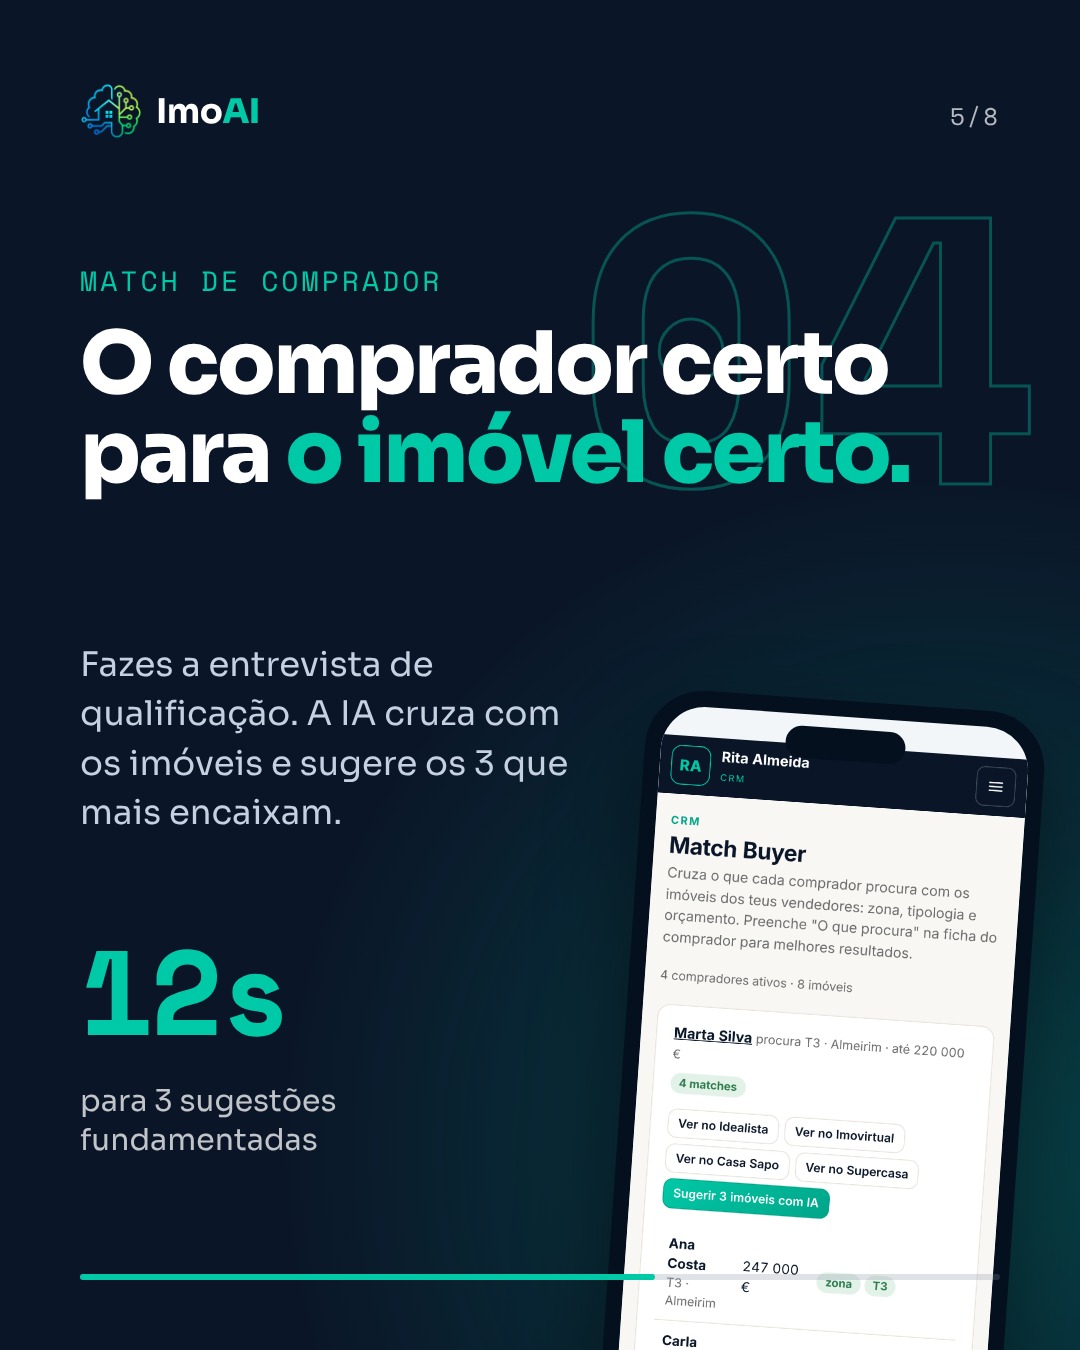 ImoAI
5 / 8
04
MATCH DE COMPRADOR
O comprador certo
para o imóvel certo.
Fazes a entrevista de
qualificação. A IA cruza com
os imóveis e sugere os 3 que
mais encaixam.
12s
para 3 sugestões
fundamentadas
RA
Rita Almeida
CRM
CRM
Match Buyer
Cruza o que cada comprador procura com os
imóveis dos teus vendedores: zona, tipologia e
orçamento. Preenche "O que procura" na ficha do
comprador para melhores resultados.
4 compradores ativos · 8 imóveis
Marta Silva procura T3 · Almeirim · até 220 000
€
4 matches
Ver no Idealista
Ver no Imovirtual
Ver no Casa Sapo
Ver no Supercasa
Sugerir 3 imóveis com IA
Ana
Costa
T3 ·
Almeirim
247 000
€
zona
T3
Carla